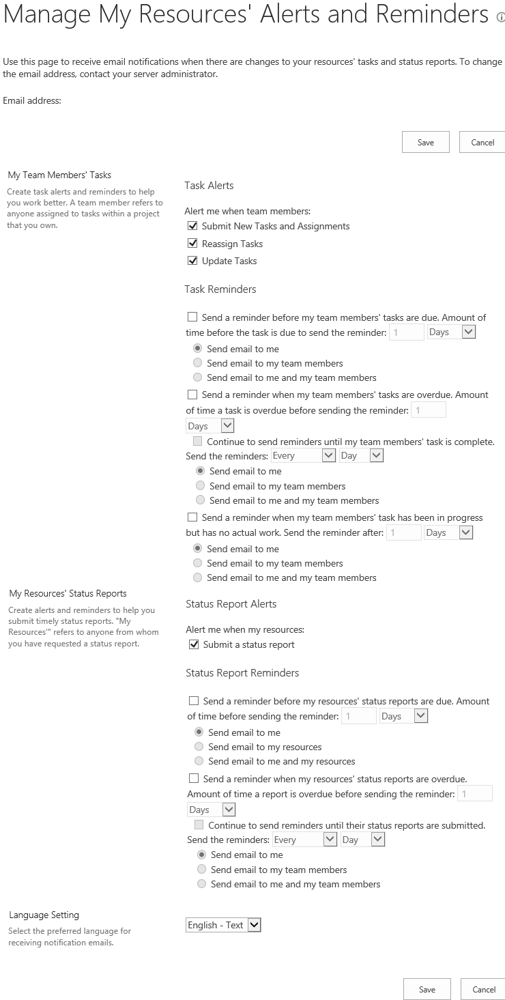 Manage My Resources' Alerts and Reminders
Use this page to receive email notifications when there are changes to your resources' tasks and status reports. To change
the email address, contact your server administrator.
Email address:
Save Cancel
My Team Members' Tasks
Create task alerts and reminders to help
you work better. A team member refers to
anyone assigned to tasks within a project
that you own.
Task Alerts
Alert me when team members:
Submit New Tasks and Assignments
Reassign Tasks
Update Tasks
Task Reminders
Send a reminder before my team members' tasks are due. Amount of
time before the task is due to send the reminder: 1 Days
Send email to me
Send email to my team members
Send email to me and my team members
Send a reminder when my team members' tasks are overdue. Amount
of time a task is overdue before sending the reminder: 1
Days
Continue to send reminders until my team members' task is complete.
Send the reminders: Every Day
Send email to me
Send email to my team members
Send email to me and my team members
Send a reminder when my team members' task has been in progress
but has no actual work. Send the reminder after: 1 Days
Send email to me
Send email to my team members
Send email to me and my team members
My Resources' Status Reports
Create alerts and reminders to help you
submit timely status reports. "My
Resources'" refers to anyone from whom
you have requested a status report.
Status Report Alerts
Alert me when my resources:
Submit a status report
Status Report Reminders
Send a reminder before my resources' status reports are due. Amount
of time before sending the reminder: 1 Days
Send email to me
Send email to my resources
Send email to me and my resources
Send a reminder when my resources' status reports are overdue.
Amount of time a report is overdue before sending the reminder: 1
Days
Continue to send reminders until their status reports are submitted.
Send the reminders: Every Day
Send email to me
Send email to my team members
Send email to me and my team members
Language Setting
Select the preferred language for
receiving notification emails.
English - Text
Save Cancel